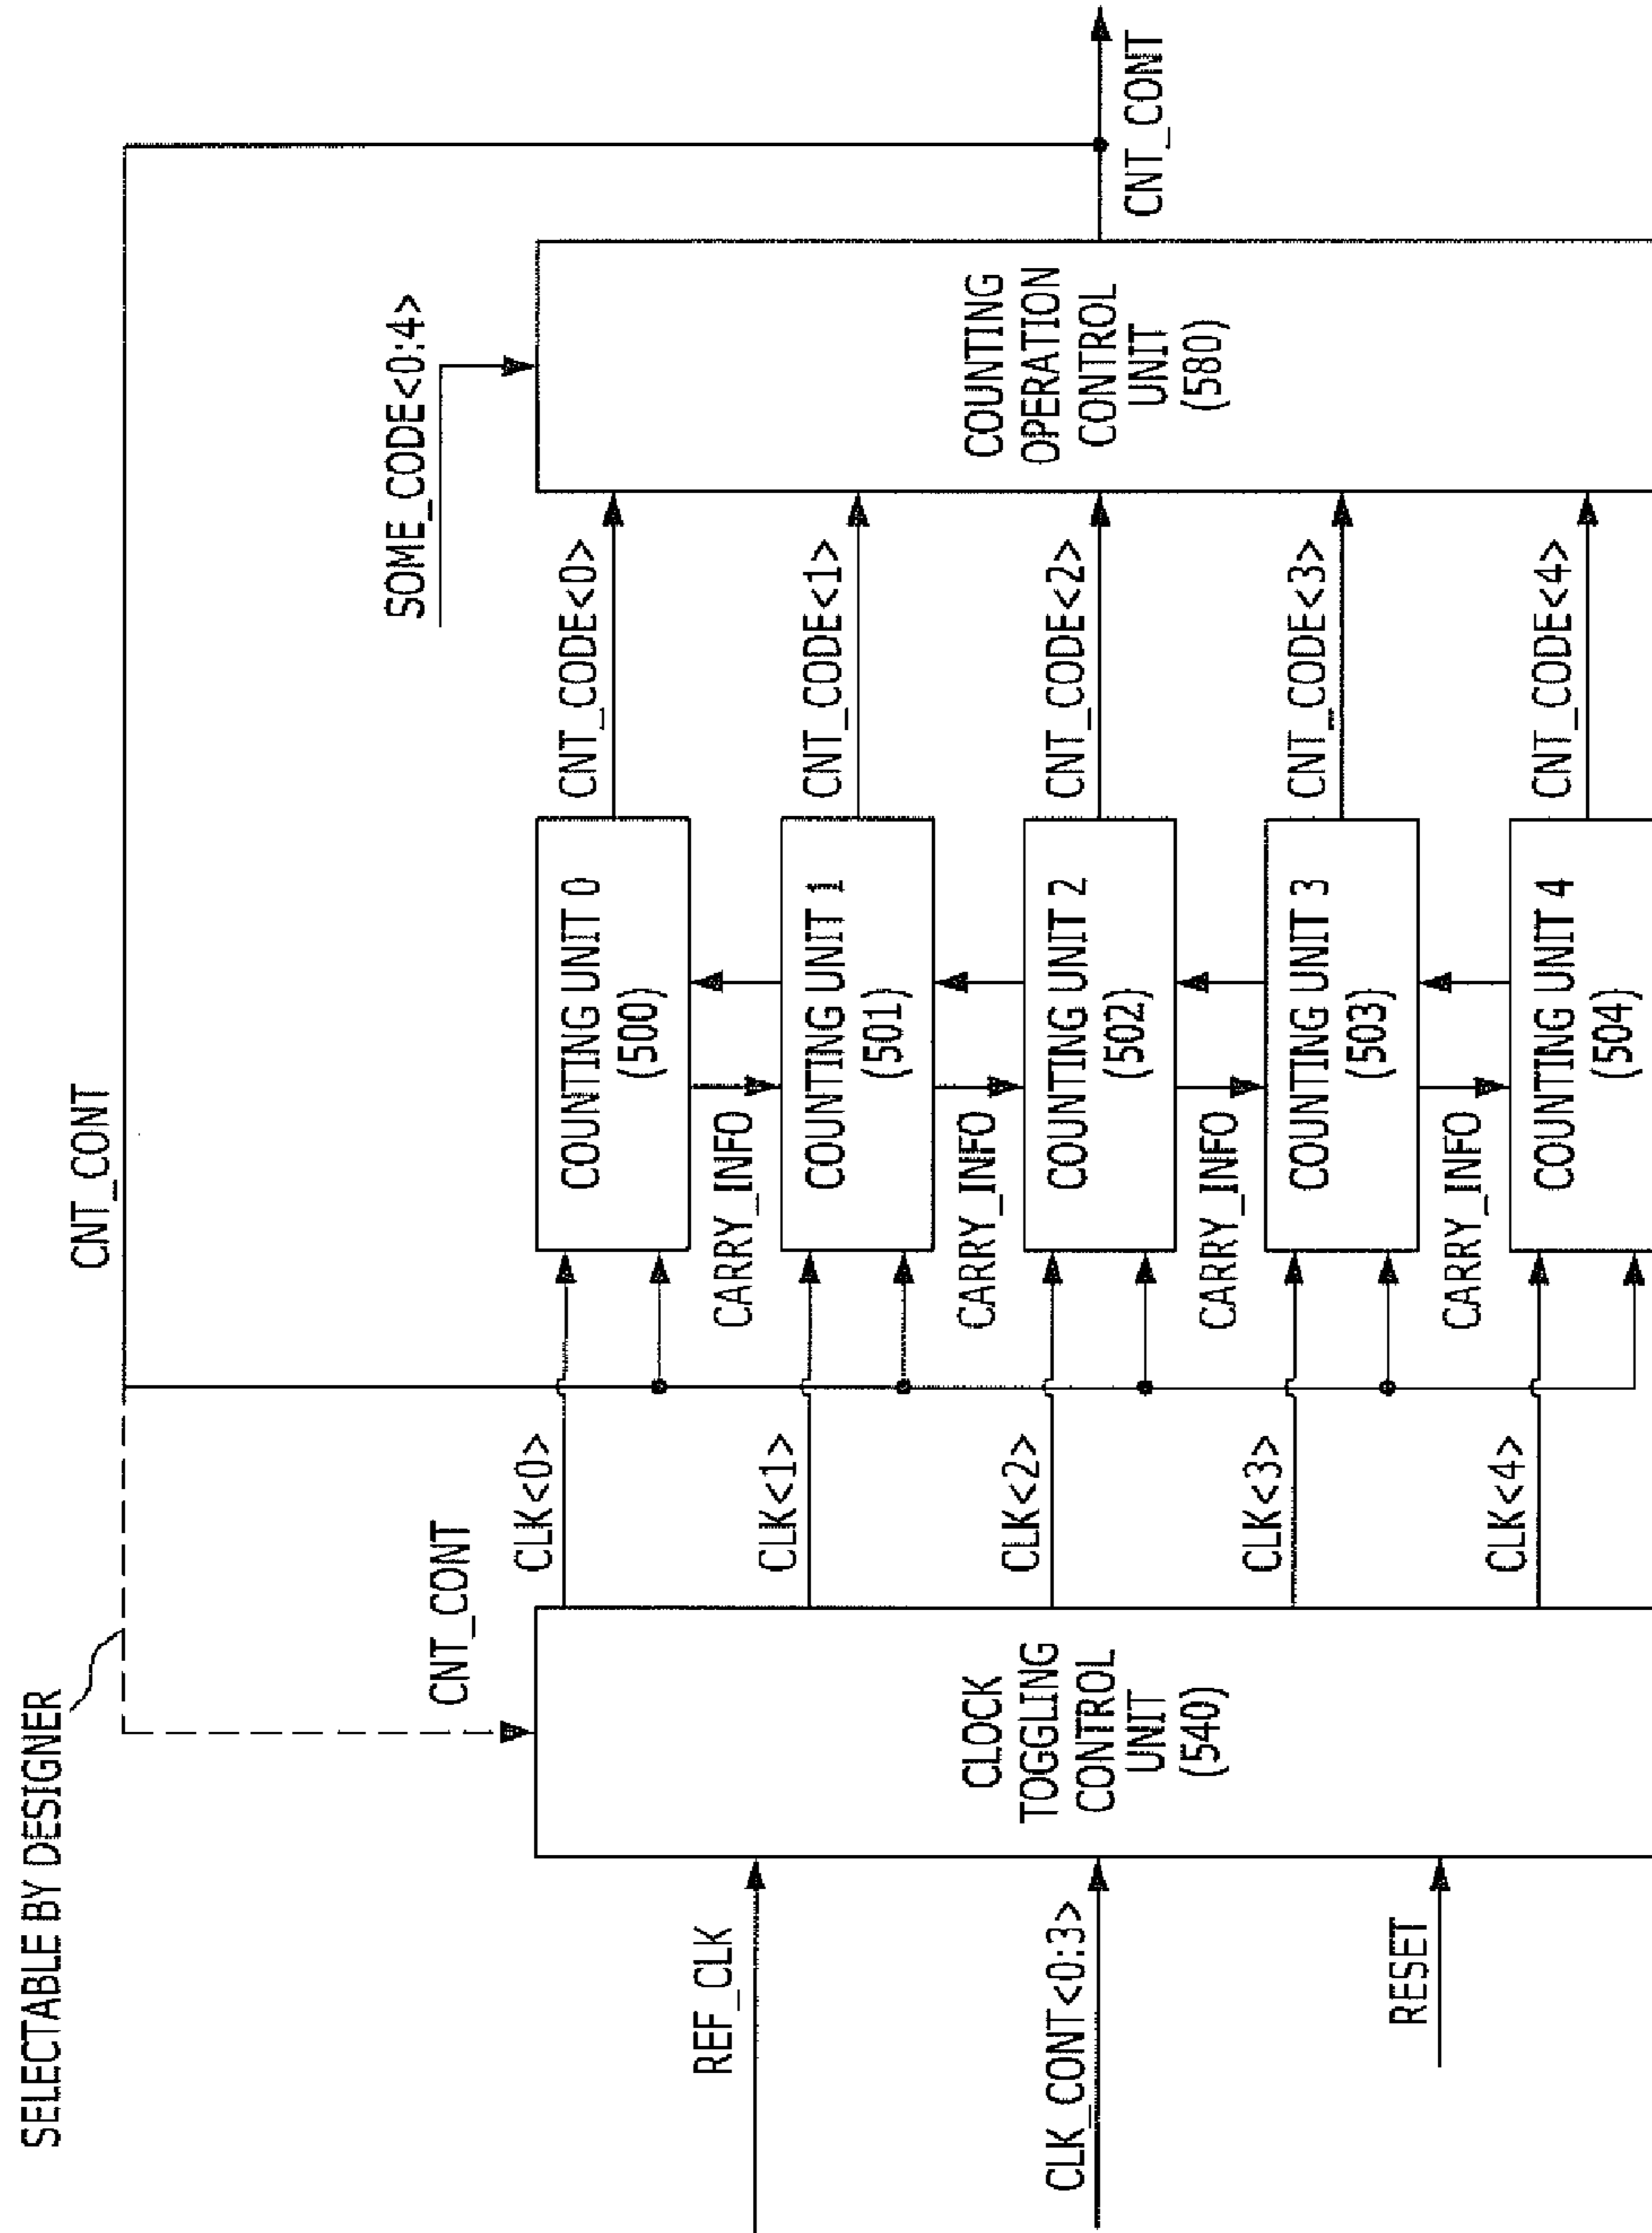 SELECTABLE BY DESIGNER
CNT_CONT
CNT_CONT
SOME_CODE<0:4>
REF_CLK
CLK_CONT<0:3>
RESET
CLOCK
TOGGLING
CONTROL
UNIT
(540)
CLK<0>
CLK<1>
CLK<2>
CLK<3>
CLK<4>
COUNTING UNIT 0
(500)
CARRY_INFO
COUNTING UNIT 1
(501)
CARRY_INFO
COUNTING UNIT 2
(502)
CARRY_INFO
COUNTING UNIT 3
(503)
CARRY_INFO
COUNTING UNIT 4
(504)
CNT_CODE<0>
CNT_CODE<1>
CNT_CODE<2>
CNT_CODE<3>
CNT_CODE<4>
COUNTING
OPERATION
CONTROL
UNIT
(580)
CNT_CONT